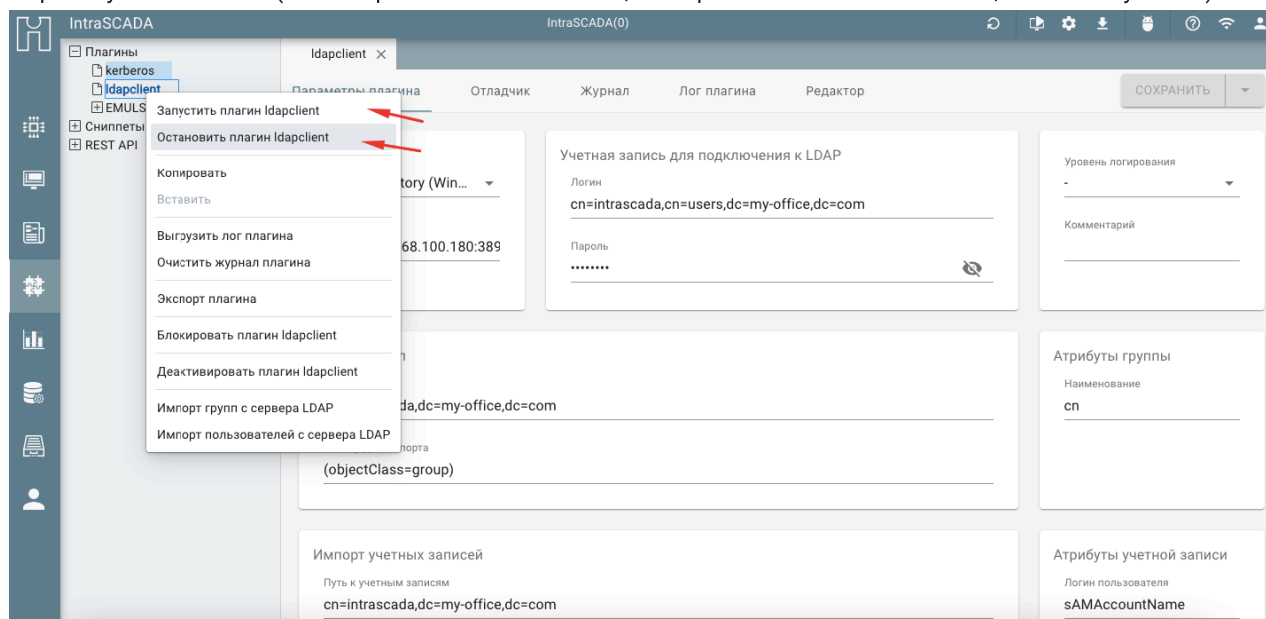 IntraSCADA
IntraSCADA(0)
Плагины
kerberos
ldapclient
EMULS
Сниппеты
REST API
ldapclient
Параметры плагина
Отладчик
Журнал
Лог плагина
Редактор
СОХРАНИТЬ
Запустить плагин ldapclient
Остановить плагин ldapclient
Копировать
Вставить
Выгрузить лог плагина
Очистить журнал плагина
Экспорт плагина
Блокировать плагин ldapclient
Деактивировать плагин ldapclient
Импорт групп с сервера LDAP
Импорт пользователей с сервера LDAP
tory (Win...
68.100.180:389
Учетная запись для подключения к LDAP
Логин
cn=intrascada,cn=users,dc=my-office,dc=com
Пароль
••••••••
Уровень логирования
-
Комментарий
da,dc=my-office,dc=com
порта
(objectClass=group)
Атрибуты группы
Наименование
cn
Импорт учетных записей
Путь к учетным записям
cn=intrascada,dc=my-office,dc=com
Атрибуты учетной записи
Логин пользователя
sAMAccountName